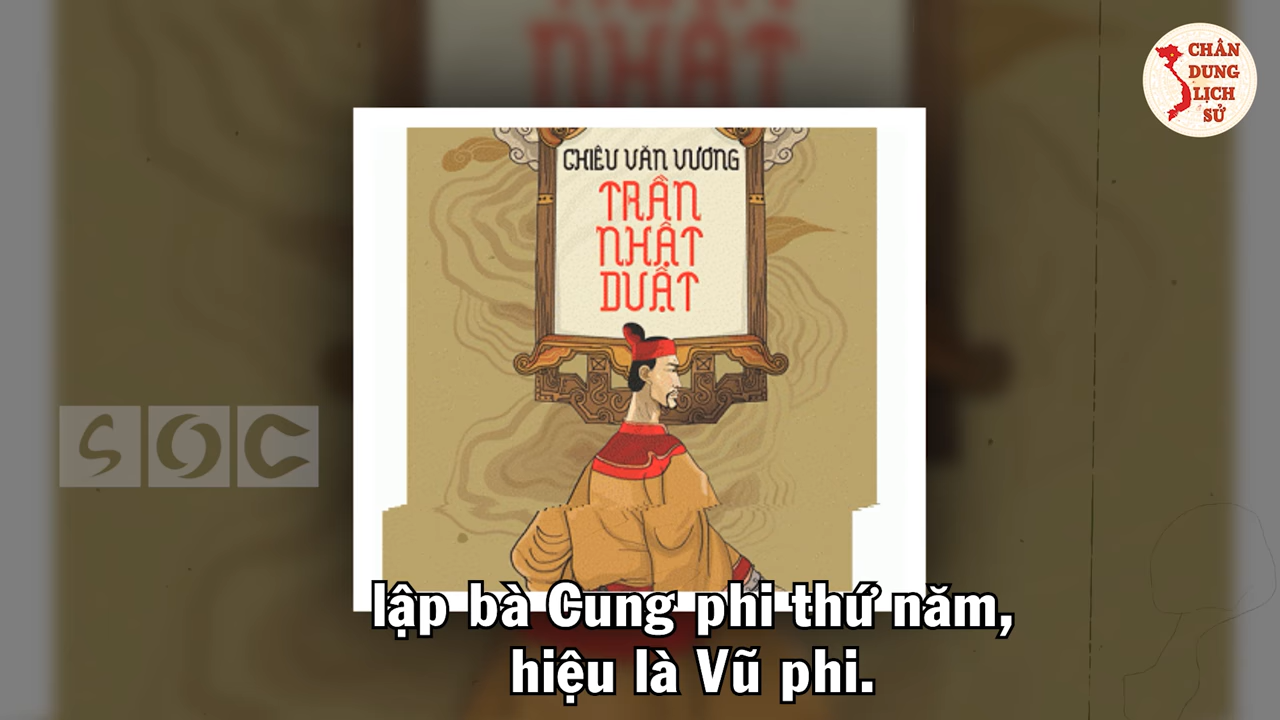 NHẬT
CHÂN
DUNG
LỊCH
SỬ
CHIÊU VĂN VƯƠNG
TRẦN
NHẬT
DUẬT
SOC
lập bà Cung phi thứ năm,
hiệu là Vũ phi.